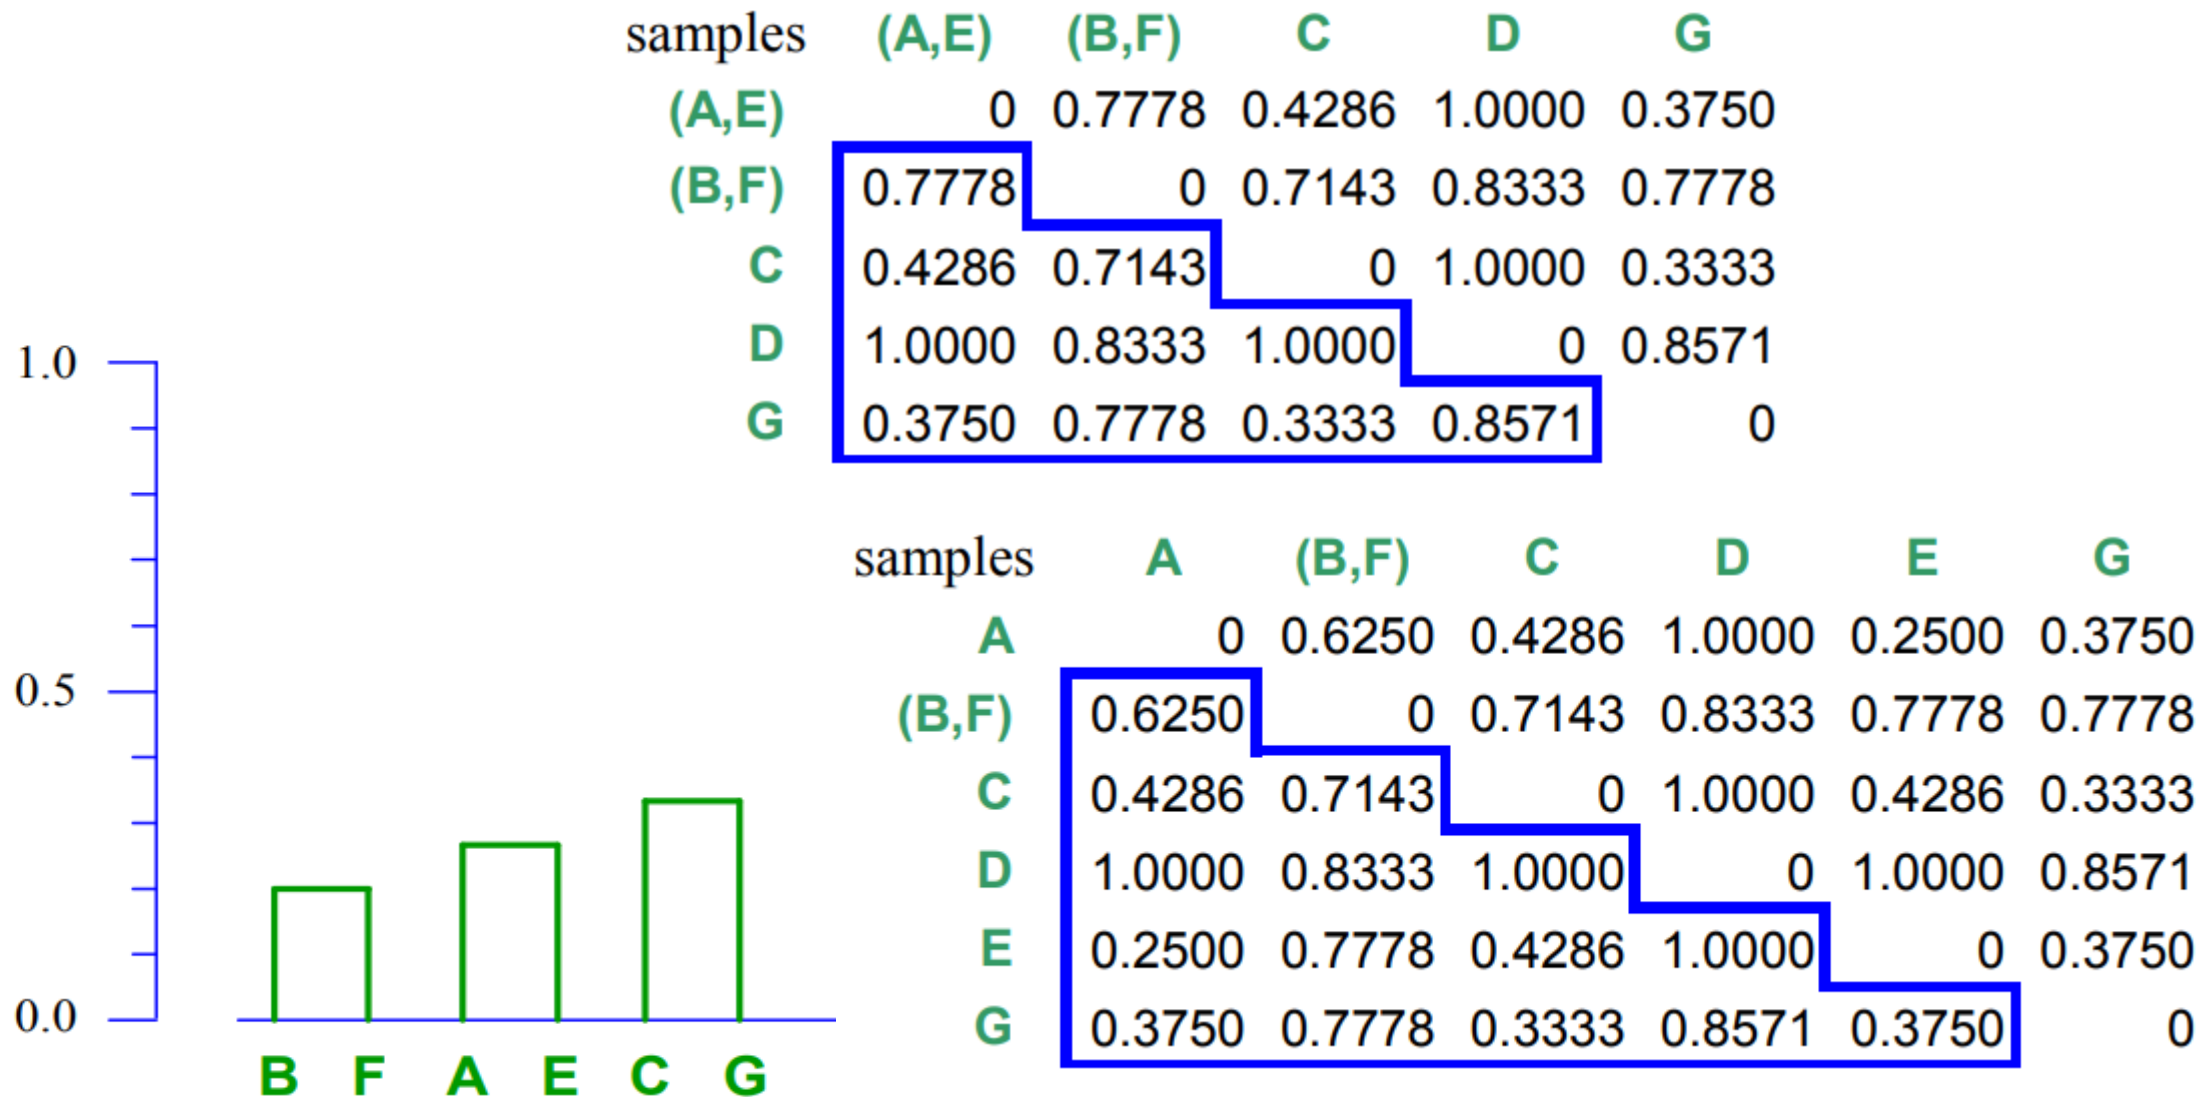 samples (A,E) (B,F) C D G
(A,E) 0 0.7778 0.4286 1.0000 0.3750
(B,F) 0.7778 0 0.7143 0.8333 0.7778
C 0.4286 0.7143 0 1.0000 0.3333
D 1.0000 0.8333 1.0000 0 0.8571
G 0.3750 0.7778 0.3333 0.8571 0
samples A (B,F) C D E G
A 0 0.6250 0.4286 1.0000 0.2500 0.3750
(B,F) 0.6250 0 0.7143 0.8333 0.7778 0.7778
C 0.4286 0.7143 0 1.0000 0.4286 0.3333
D 1.0000 0.8333 1.0000 0 1.0000 0.8571
E 0.2500 0.7778 0.4286 1.0000 0 0.3750
G 0.3750 0.7778 0.3333 0.8571 0.3750 0
1.0
0.5
0.0
B F A E C G